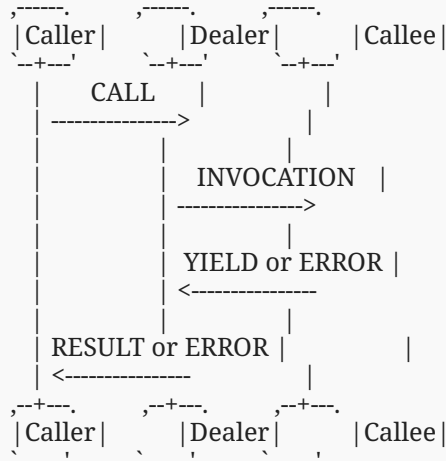 ,------.          ,------.          ,------.
|Caller|          |Dealer|          |Callee|
`--+---'          `--+---'          `--+---'
   |       CALL      |                 |
   | ---------------->                 |
   |                 |                 |
   |                 |    INVOCATION   |
   |                 | ---------------->
   |                 |                 |
   |                 |  YIELD or ERROR |
   |                 | <----------------
   |                 |                 |
   | RESULT or ERROR |                 |
   | <----------------                 |
,--+---.          ,--+---.          ,--+---.
|Caller|          |Dealer|          |Callee|